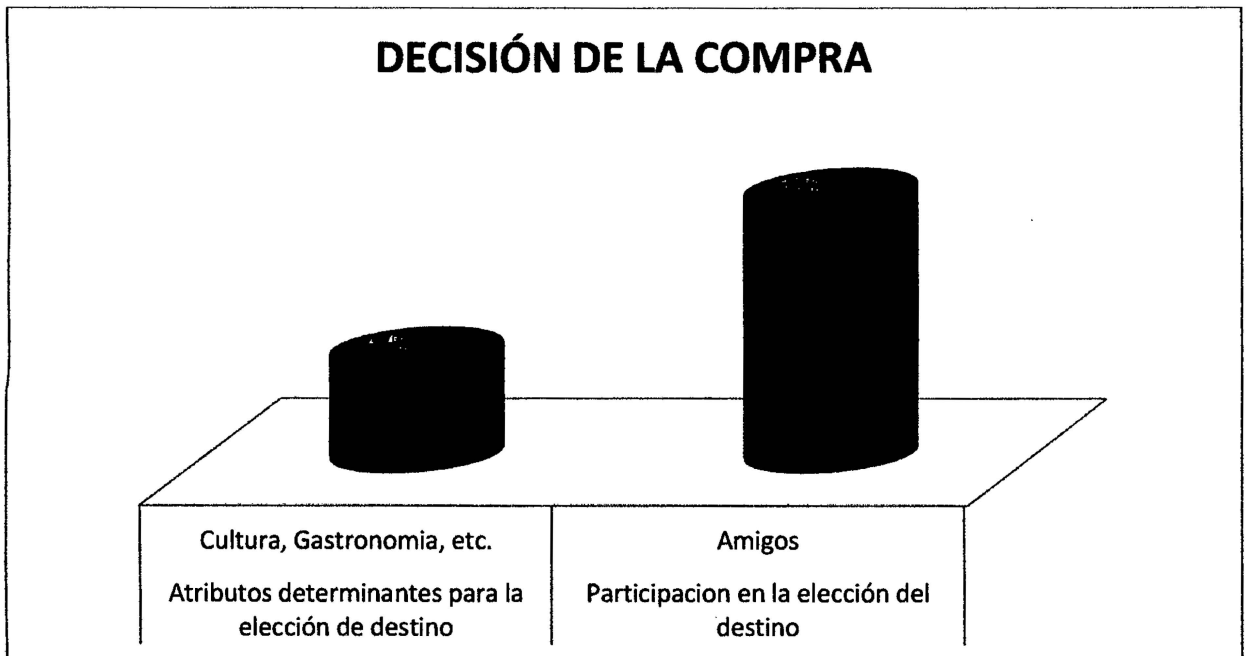 DECISIÓN DE LA COMPRA
Cultura, Gastronomia, etc.
Atributos determinantes para la
elección de destino
Amigos
Participacion en la elección del
destino